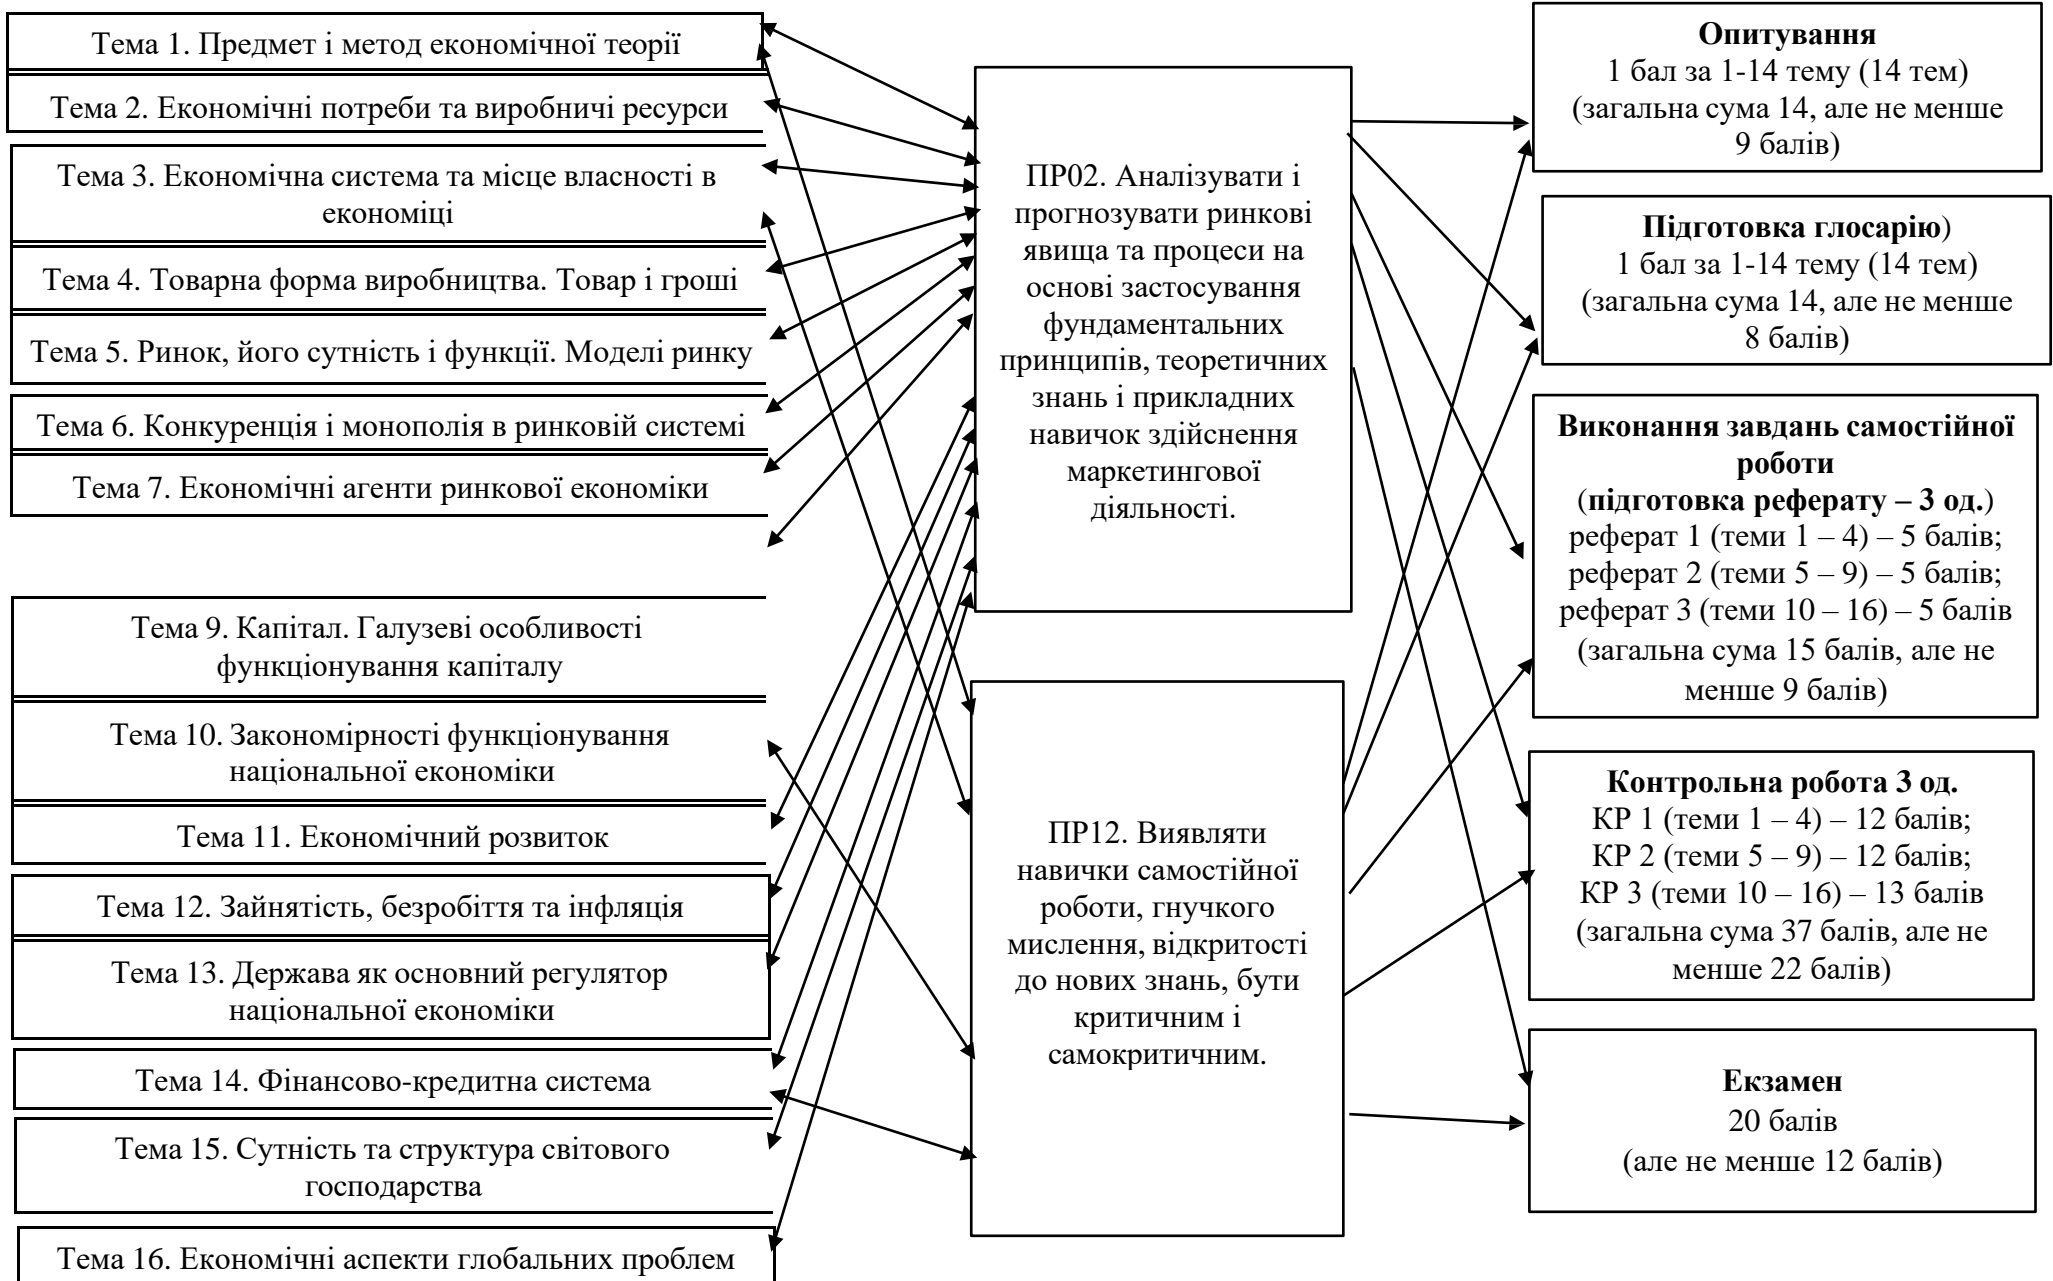 Тема 1. Предмет і метод економічної теорії
Тема 2. Економічні потреби та виробничі ресурси
Тема 3. Економічна система та місце власності в
економіці
Тема 4. Товарна форма виробництва. Товар і гроші
Тема 5. Ринок, його сутність і функції. Моделі ринку
Тема 6. Конкуренція і монополія в ринковій системі
Тема 7. Економічні агенти ринкової економіки
Тема 9. Капітал. Галузеві особливості
функціонування капіталу
Тема 10. Закономірності функціонування
національної економіки
Тема 11. Економічний розвиток
Тема 12. Зайнятість, безробіття та інфляція
Тема 13. Держава як основний регулятор
національної економіки
Тема 14. Фінансово-кредитна система
Тема 15. Сутність та структура світового
господарства
Тема 16. Економічні аспекти глобальних проблем
ПР02. Аналізувати і
прогнозувати ринкові
явища та процеси на
основі застосування
фундаментальних
принципів, теоретичних
знань і прикладних
навичок здійснення
маркетингової
діяльності.
ПР12. Виявляти
навички самостійної
роботи, гнучкого
мислення, відкритості
до нових знань, бути
критичним і
самокритичним.
Опитування
1 бал за 1-14 тему (14 тем)
(загальна сума 14, але не менше
9 балів)
Підготовка глосарію)
1 бал за 1-14 тему (14 тем)
(загальна сума 14, але не менше
8 балів)
Виконання завдань самостійної
роботи
(підготовка реферату – 3 од.)
реферат 1 (теми 1 – 4) – 5 балів;
реферат 2 (теми 5 – 9) – 5 балів;
реферат 3 (теми 10 – 16) – 5 балів
(загальна сума 15 балів, але не
менше 9 балів)
Контрольна робота 3 од.
КР 1 (теми 1 – 4) – 12 балів;
КР 2 (теми 5 – 9) – 12 балів;
КР 3 (теми 10 – 16) – 13 балів
(загальна сума 37 балів, але не
менше 22 балів)
Екзамен
20 балів
(але не менше 12 балів)